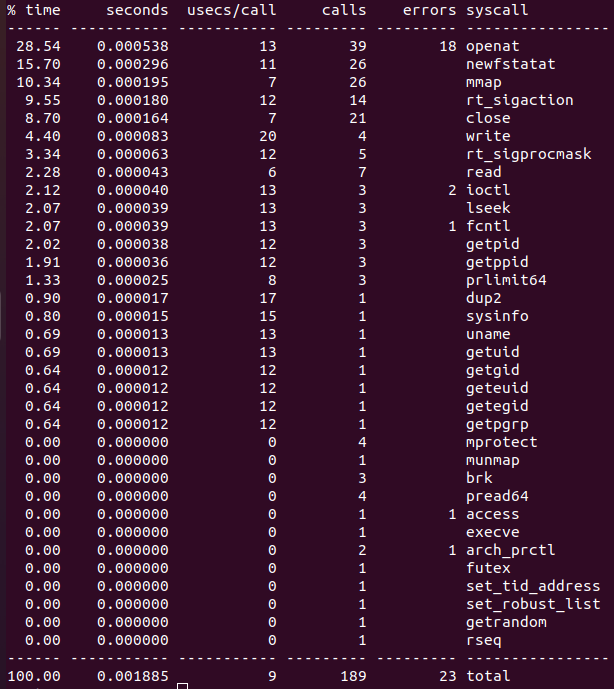 % time     seconds  usecs/call     calls    errors syscall
------ ----------- ----------- --------- --------- ----------------
 28.54    0.000538          13        39        18 openat
 15.70    0.000296          11        26           newfstatat
 10.34    0.000195           7        26           mmap
  9.55    0.000180          12        14           rt_sigaction
  8.70    0.000164           7        21           close
  4.40    0.000083          20         4           write
  3.34    0.000063          12         5           rt_sigprocmask
  2.28    0.000043           6         7           read
  2.12    0.000040          13         3         2 ioctl
  2.07    0.000039          13         3           lseek
  2.07    0.000039          13         3         1 fcntl
  2.02    0.000038          12         3           getpid
  1.91    0.000036          12         3           getppid
  1.33    0.000025           8         3           prlimit64
  0.90    0.000017          17         1           dup2
  0.80    0.000015          15         1           sysinfo
  0.69    0.000013          13         1           uname
  0.69    0.000013          13         1           getuid
  0.64    0.000012          12         1           getgid
  0.64    0.000012          12         1           geteuid
  0.64    0.000012          12         1           getegid
  0.64    0.000012          12         1           getpgrp
  0.00    0.000000           0         4           mprotect
  0.00    0.000000           0         1           munmap
  0.00    0.000000           0         3           brk
  0.00    0.000000           0         4           pread64
  0.00    0.000000           0         1         1 access
  0.00    0.000000           0         1           execve
  0.00    0.000000           0         2         1 arch_prctl
  0.00    0.000000           0         1           futex
  0.00    0.000000           0         1           set_tid_address
  0.00    0.000000           0         1           set_robust_list
  0.00    0.000000           0         1           getrandom
  0.00    0.000000           0         1           rseq
------ ----------- ----------- --------- --------- ----------------
100.00    0.001885           9       189        23 total